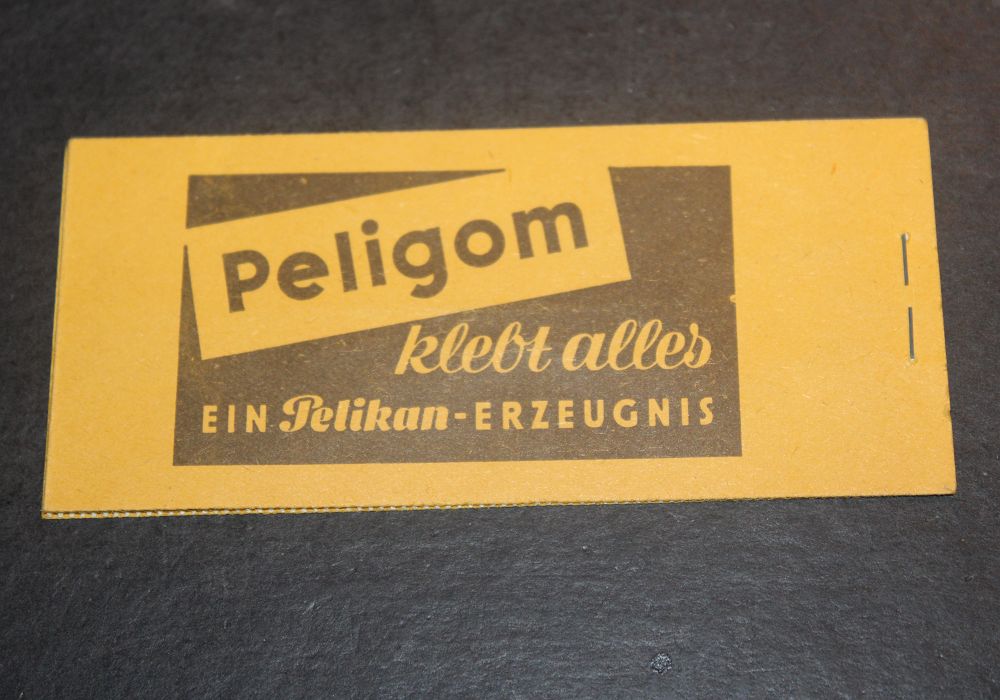 Peligom
klebt alles
EIN Pelikan-ERZEUGNIS